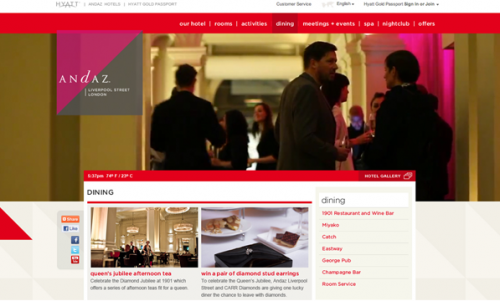 HYATT | ANDAZ HOTELS | HYATT GOLD PASSPORT
Customer Service
English
Hyatt Gold Passport Sign In or Join
our hotel | rooms | activities | dining | meetings + events | spa | nightclub | offers
ANdAZ.
LIVERPOOL STREET
LONDON
5:37pm 74º F / 23º C
HOTEL GALLERY
DINING
queen's jubilee afternoon tea
Celebrate the Diamond Jubilee at 1901 which
offers a series of afternoon teas fit for a queen.
win a pair of diamond stud earrings
To celebrate the Queen's Jubilee, Andaz Liverpool
Street and CARR Diamonds are giving one lucky
diner the chance to leave with diamonds.
dining
1901 Restaurant and Wine Bar
Miyako
Catch
Eastway
George Pub
Champagne Bar
Room Service
Share
Like